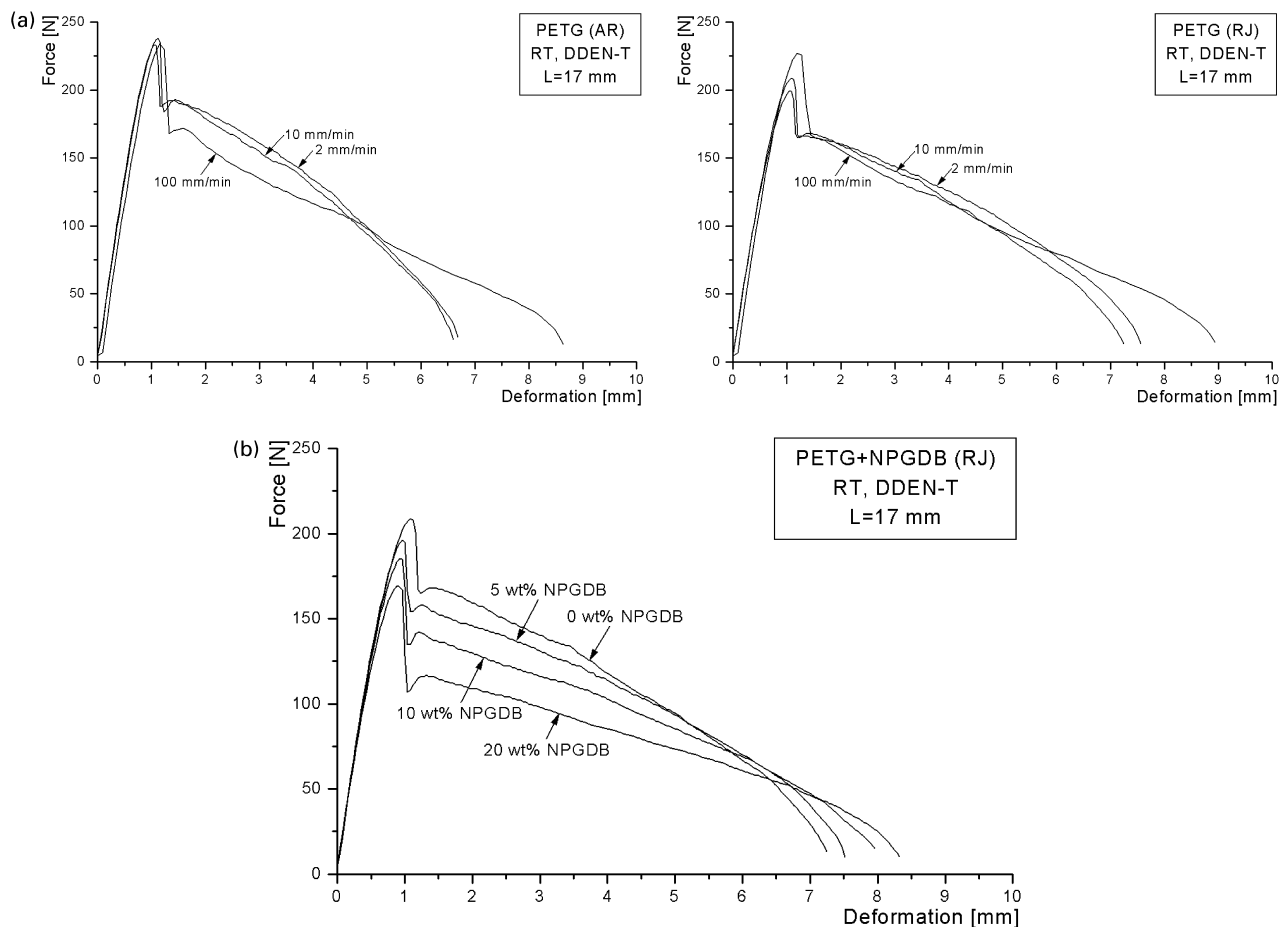 (a)
Force [N]
250
200
150
100
50
0
PETG (AR)
RT, DDEN-T
L=17 mm
10 mm/min
2 mm/min
100 mm/min
0 1 2 3 4 5 6 7 8 9 10
Deformation [mm]
Force [N]
250
200
150
100
50
0
PETG (RJ)
RT, DDEN-T
L=17 mm
10 mm/min
2 mm/min
100 mm/min
0 1 2 3 4 5 6 7 8 9 10
Deformation [mm]
(b)
Force [N]
250
200
150
100
50
0
PETG+NPGDB (RJ)
RT, DDEN-T
L=17 mm
5 wt% NPGDB
0 wt% NPGDB
10 wt% NPGDB
20 wt% NPGDB
0 1 2 3 4 5 6 7 8 9 10
Deformation [mm]